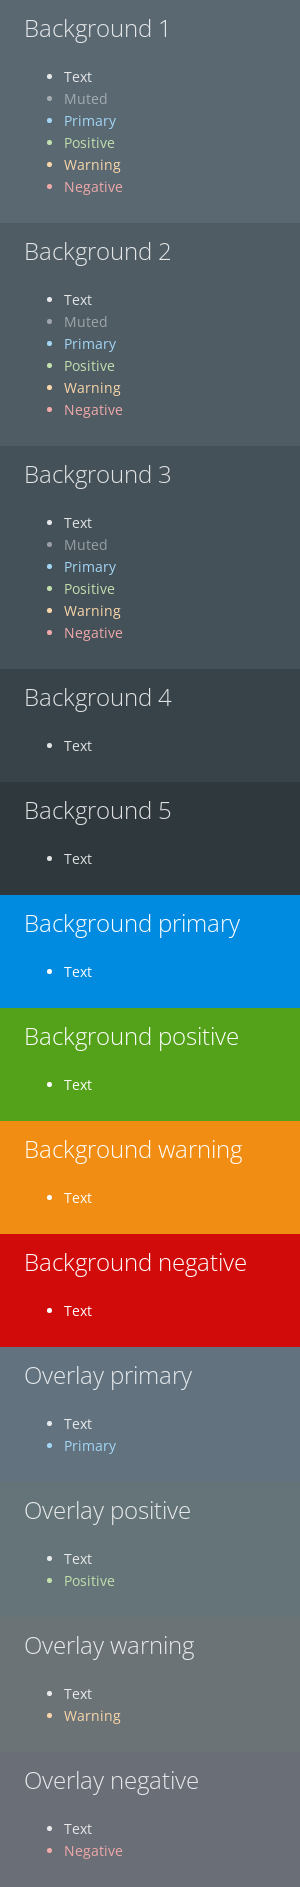 Background 1
Text
Muted
Primary
Positive
Warning
Negative
Background 2
Text
Muted
Primary
Positive
Warning
Negative
Background 3
Text
Muted
Primary
Positive
Warning
Negative
Background 4
Text
Background 5
Text
Background primary
Text
Background positive
Text
Background warning
Text
Background negative
Text
Overlay primary
Text
Primary
Overlay positive
Text
Positive
Overlay warning
Text
Warning
Overlay negative
Text
Negative